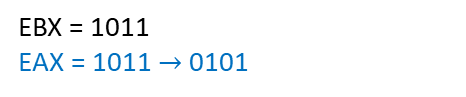 EBX = 1011
EAX = 1011 → 0101